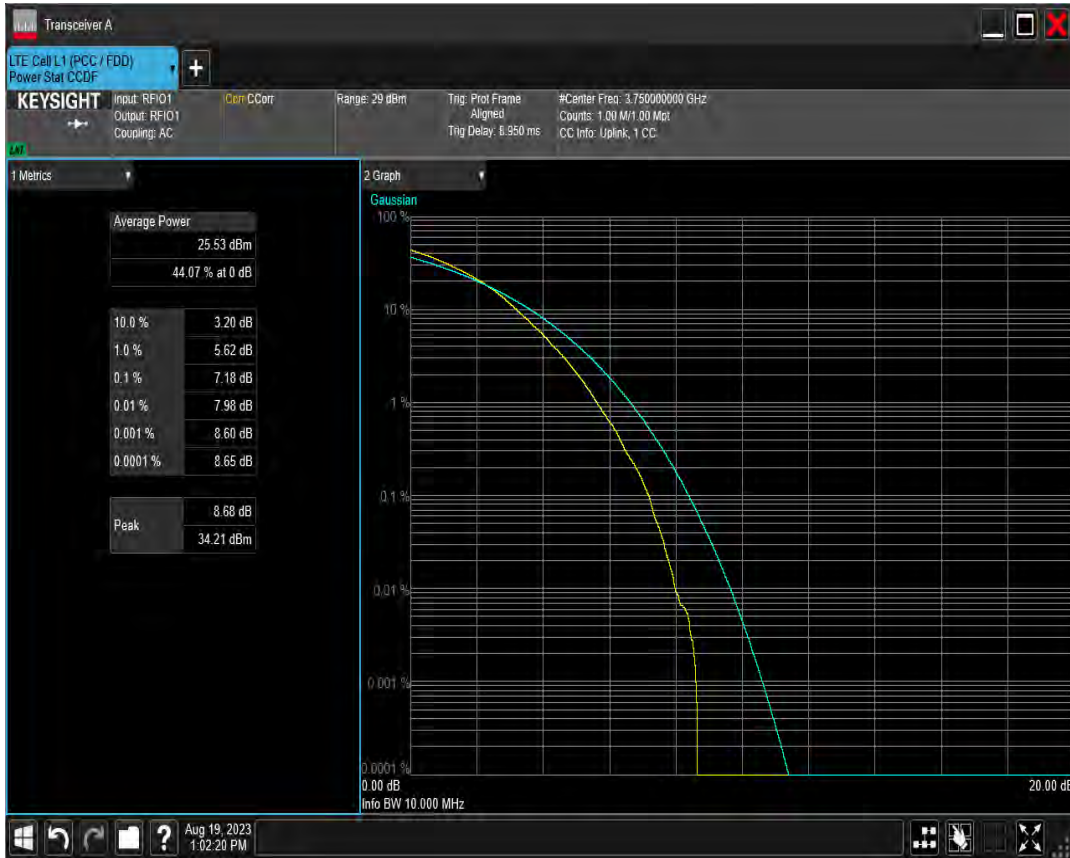 Transceiver A
LTE Cell L1 (PCC / FDD)
Power Stat CCDF
+
KEYSIGHT
Input: RFIO1
Output: RFIO1
Coupling: AC
Corr CCorr
Range: 29 dBm
Trig: Prot Frame
Aligned
Trig Delay: 8.950 ms
#Center Freq: 3.750000000 GHz
Counts: 1.00 M/1.00 Mpt
CC Info: Uplink, 1 CC
1 Metrics
Average Power
25.53 dBm
44.07 % at 0 dB
10.0 % 3.20 dB
1.0 % 5.62 dB
0.1 % 7.18 dB
0.01 % 7.98 dB
0.001 % 8.60 dB
0.0001 % 8.65 dB
Peak
8.68 dB
34.21 dBm
2 Graph
Gaussian
100 %
10 %
1 %
0.1 %
0.01 %
0.001 %
0.0001 %
0.00 dB
20.00 dB
Info BW 10.000 MHz
?
Aug 19, 2023
1:02:20 PM